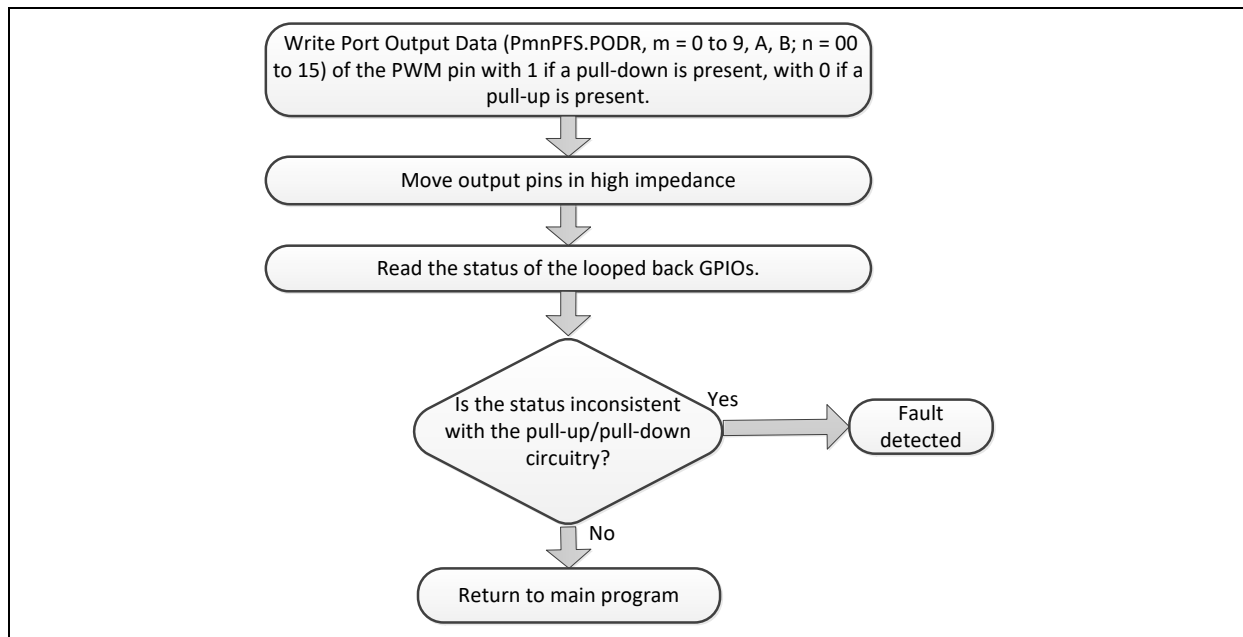 Write Port Output Data (PmnPFS.PODR, m = 0 to 9, A, B; n = 00
to 15) of the PWM pin with 1 if a pull-down is present, with 0 if a
pull-up is present.
Move output pins in high impedance
Read the status of the looped back GPIOs.
Is the status inconsistent
with the pull-up/pull-down
circuitry?
Yes
Fault
detected
No
Return to main program